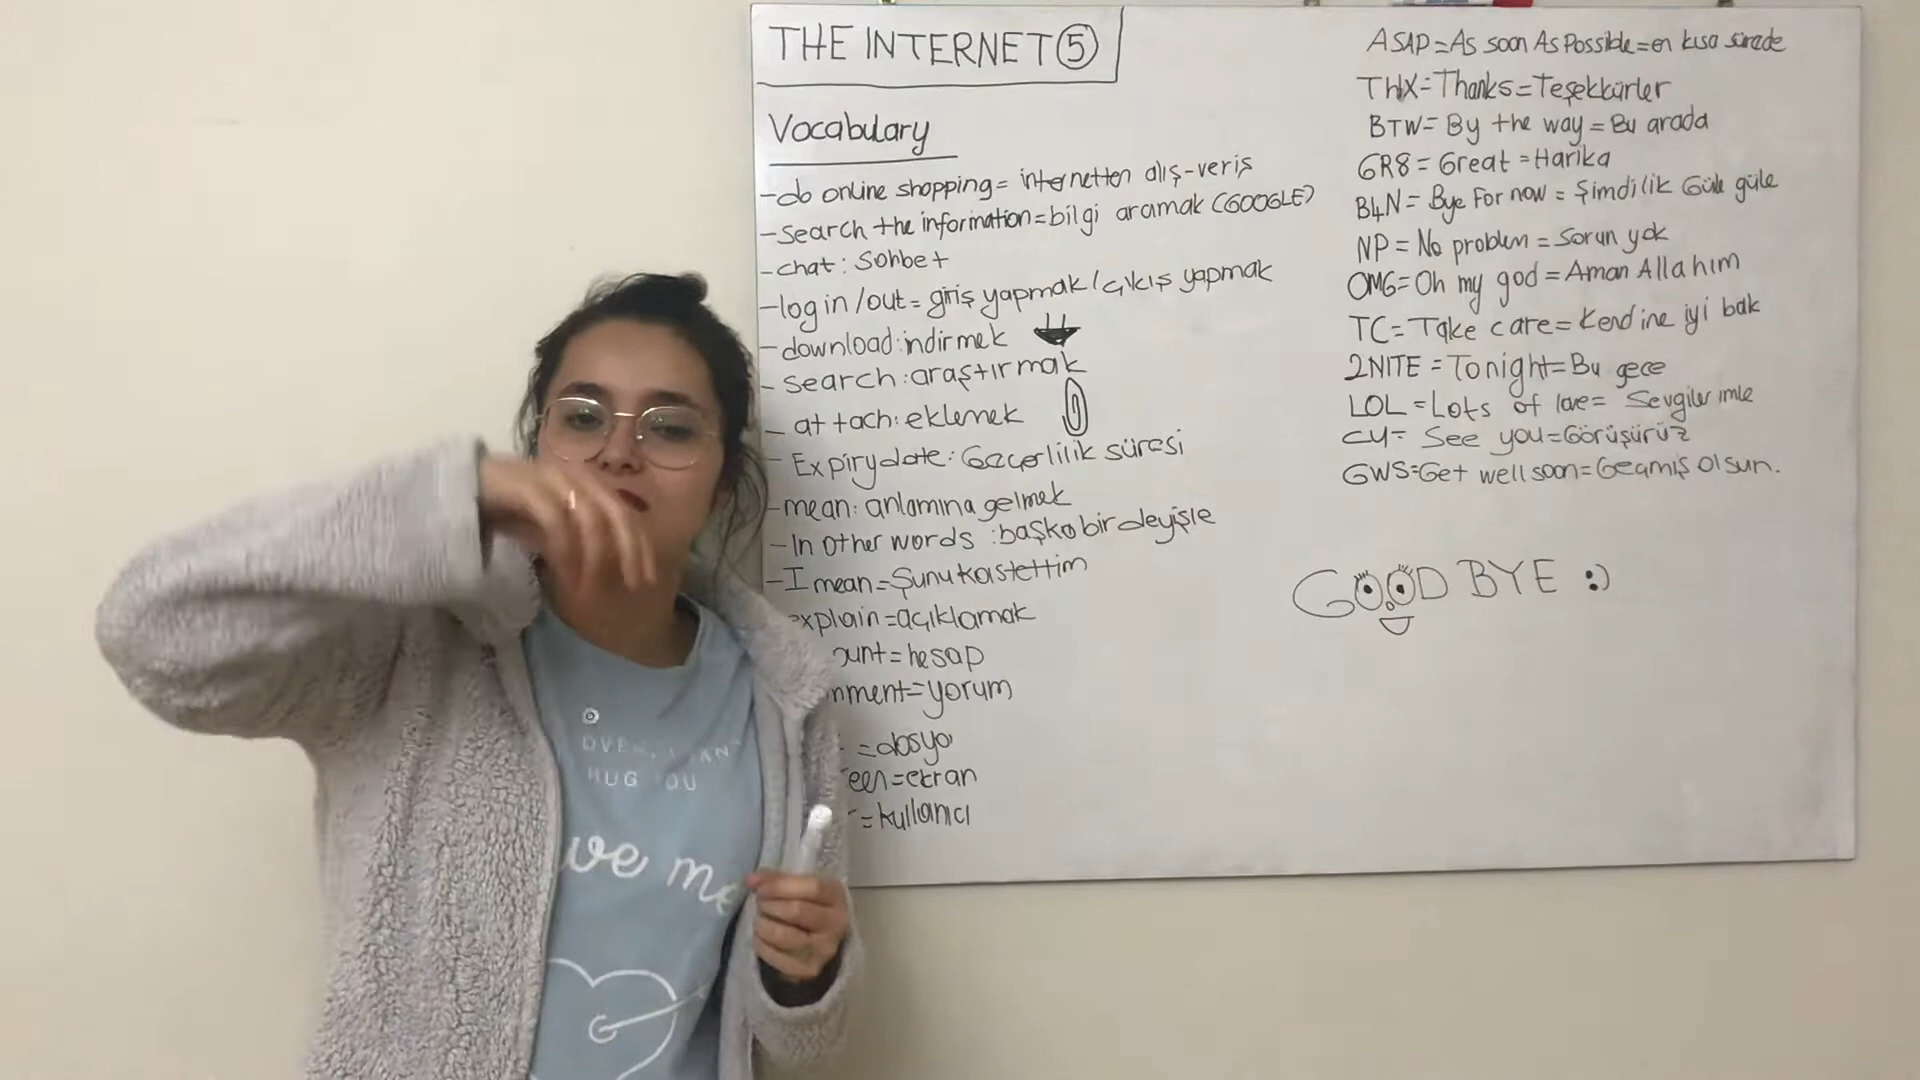 THE INTERNET 5
Vocabulary
-do online shopping= internetten alış-veriş
-search the information=bilgi aramak (GOOGLE)
-chat: sohbet
-log in/out= giriş yapmak/çıkış yapmak
-download:indirmek
-search:araştırmak
-attach:eklemek
-Expiry date: Geçerlilik süresi
-mean: anlamına gelmek
-In other words :başka bir deyişle
-I mean=Şunu kastettim
explain=açıklamak
ount=hesap
mment=yorum
=dosya
een=ekran
=kullanıcı
ASAP=As soon As Possible=en kısa sürede
THX=Thanks=Teşekkürler
BTW= By the way = Bu arada
GR8= Great =Harika
B4N= Bye For now = Şimdilik Güle güle
NP = No problem = Sorun yok
OMG=Oh my god = Aman Allahım
TC= Take care= Kendine iyi bak
2NITE = Tonight=Bu gece
LOL =Lots of love= Sevgilerimle
CU= See you=Görüşürüz
GWS=Get well soon=Geçmiş Olsun.
GOOD BYE :)
HUG YOU
ve me